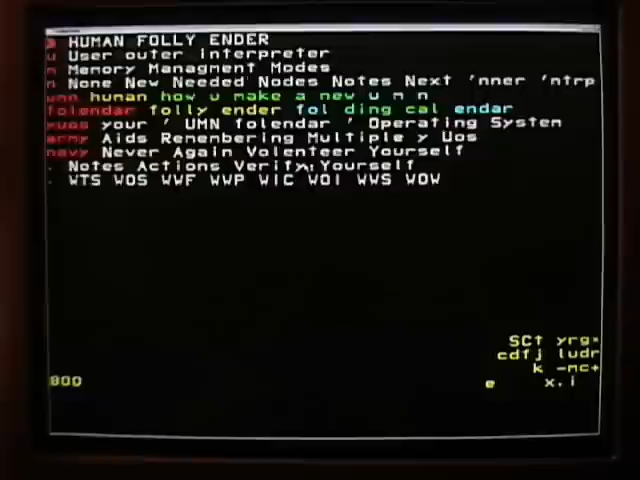 HUMAN FOLLY ENDER
u User outer interpreter
m Memory Managment Modes
n None New Needed Nodes Notes Next 'nner 'ntrp
umn human how u make a new u m n
folendar folly ender fol ding cal endar
yuos your ' UMN folendar ' Operating System
army Aids Remembering Multiple y Uos
navy Never Again Volenteer Yourself
. Notes Actions Verify Yourself
. WTS WOS WWF WWP WIC WOI WWS WOW
SCt yrg*
cdfj ludr
k -mc+
800 e x.i